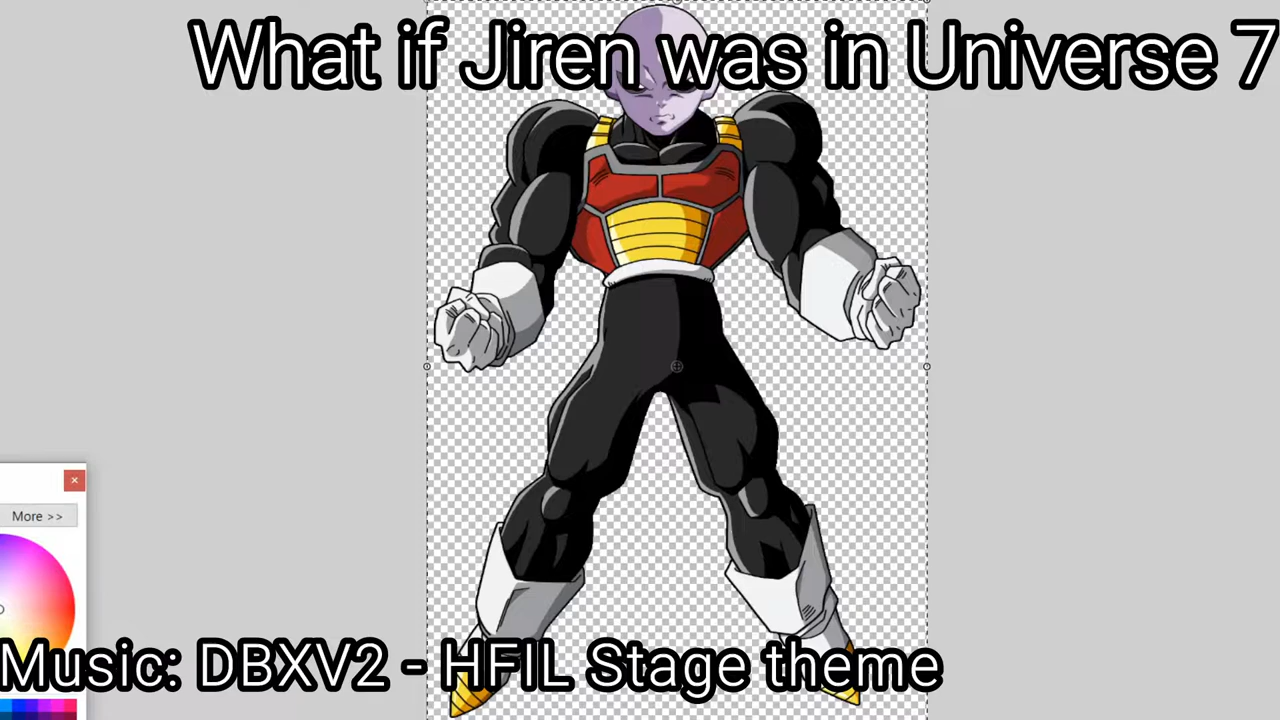 What if Jiren was in Universe 7
More >>
Music: DBXV2 - HFIL Stage theme